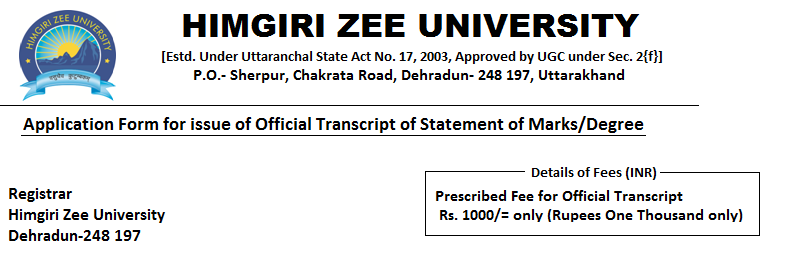 HIMGIRI ZEE UNIVERSITY
HIMGIRI ZEE UNIVERSITY
वसुधैव कुटुम्बकम्
[Estd. Under Uttaranchal State Act No. 17, 2003, Approved by UGC under Sec. 2{f}]
P.O.- Sherpur, Chakrata Road, Dehradun- 248 197, Uttarakhand
Application Form for issue of Official Transcript of Statement of Marks/Degree
Details of Fees (INR)
Prescribed Fee for Official Transcript
Rs. 1000/= only (Rupees One Thousand only)
Registrar
Himgiri Zee University
Dehradun-248 197